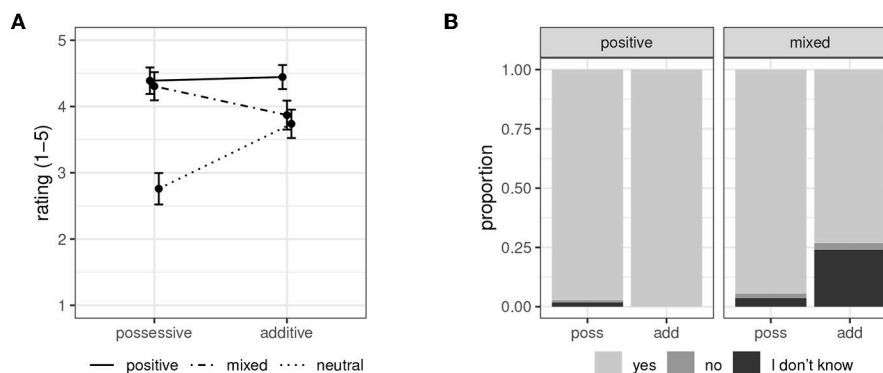 A
5
4
3
2
1
rating (1−5)
possessive additive
positive mixed neutral
B
positive mixed
1.00
0.75
0.50
0.25
0.00
proportion
poss add poss add
yes no I don't know